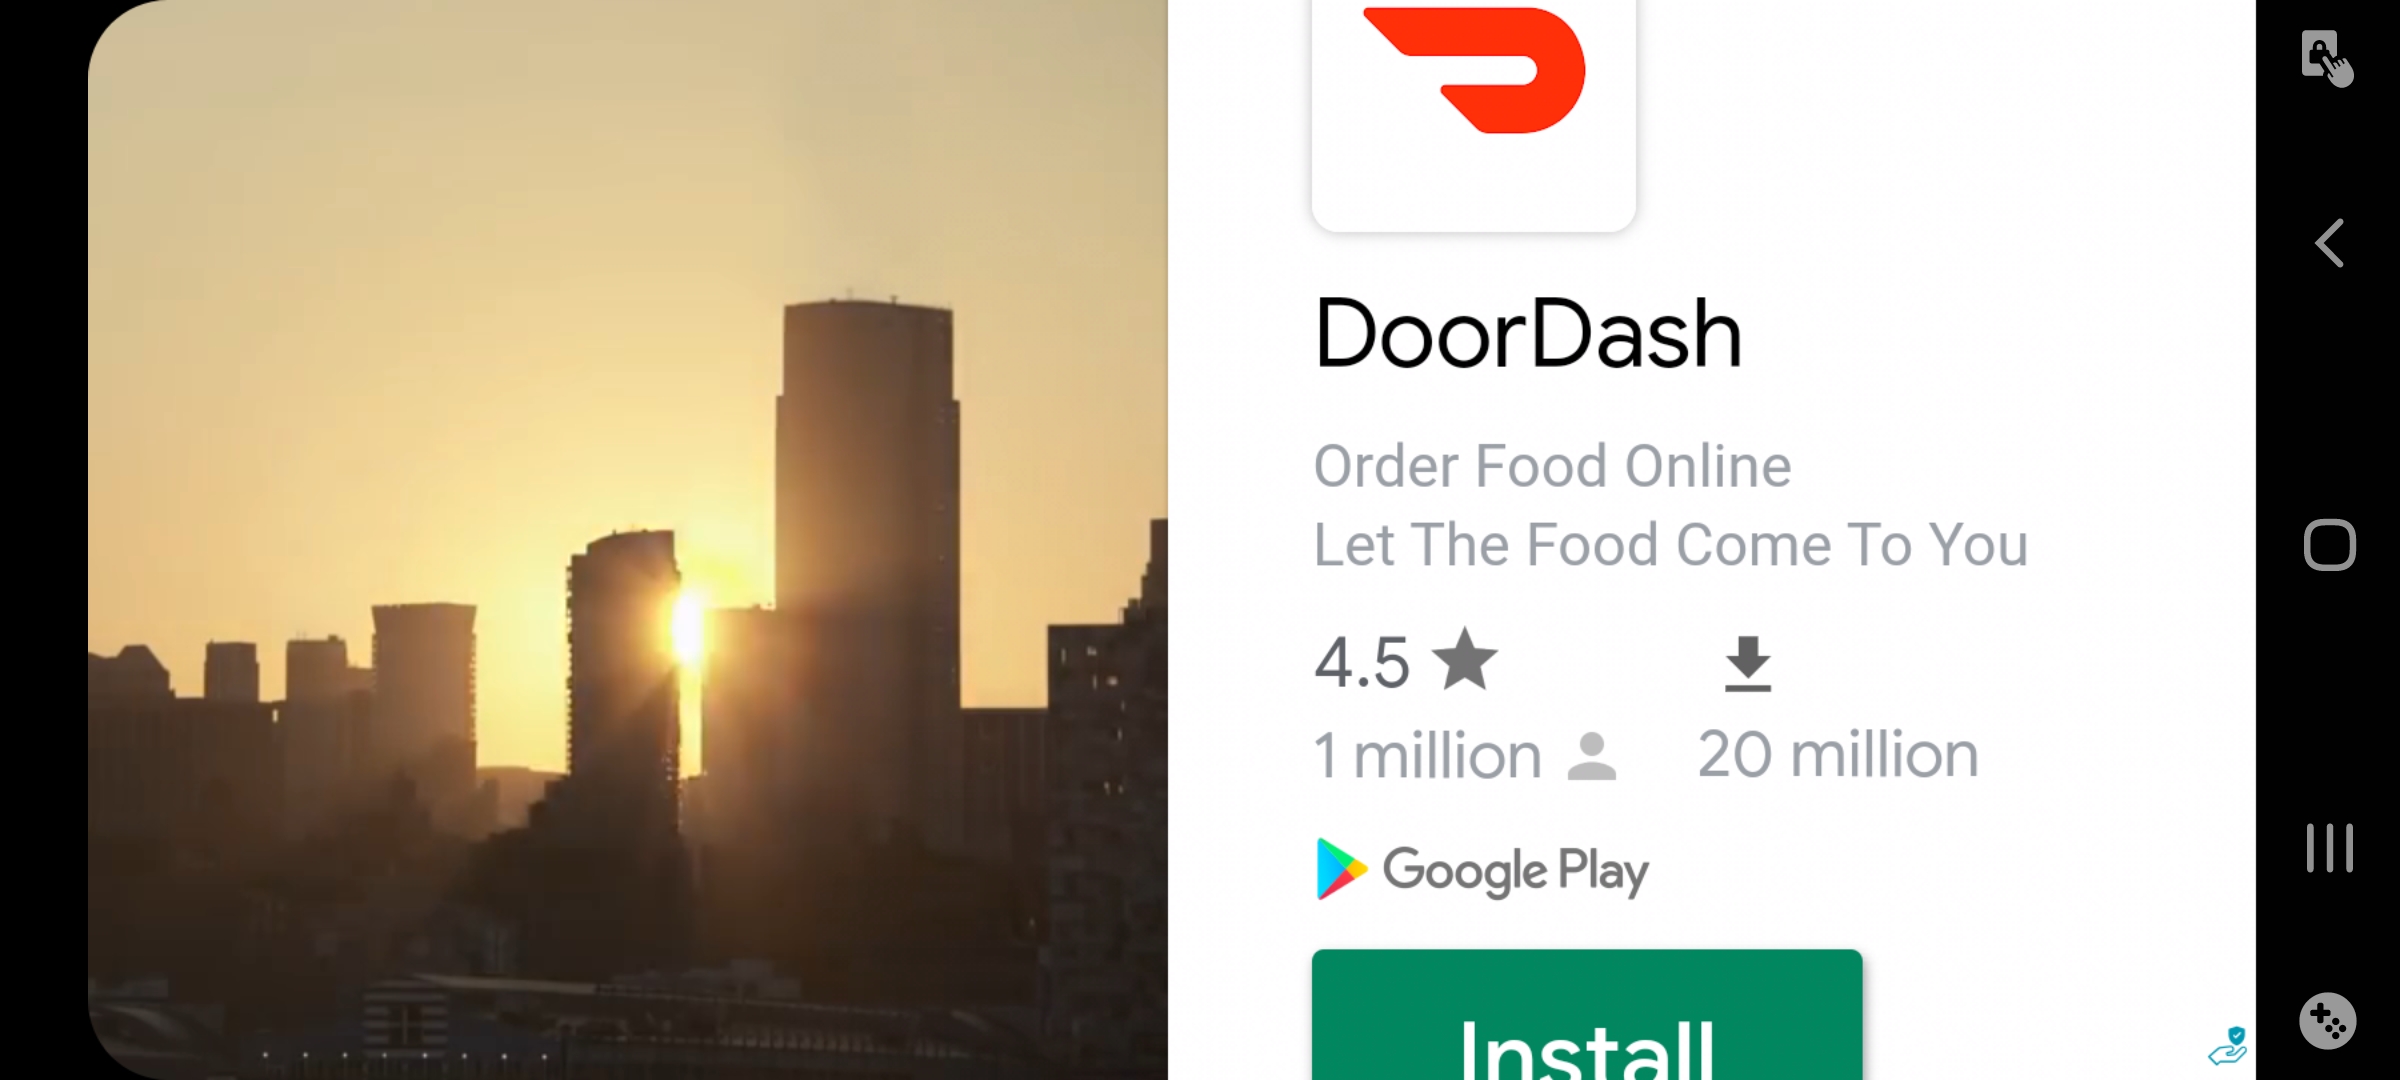 DoorDash
Order Food Online
Let The Food Come To You
4.5
1 million 20 million
Google Play
Install